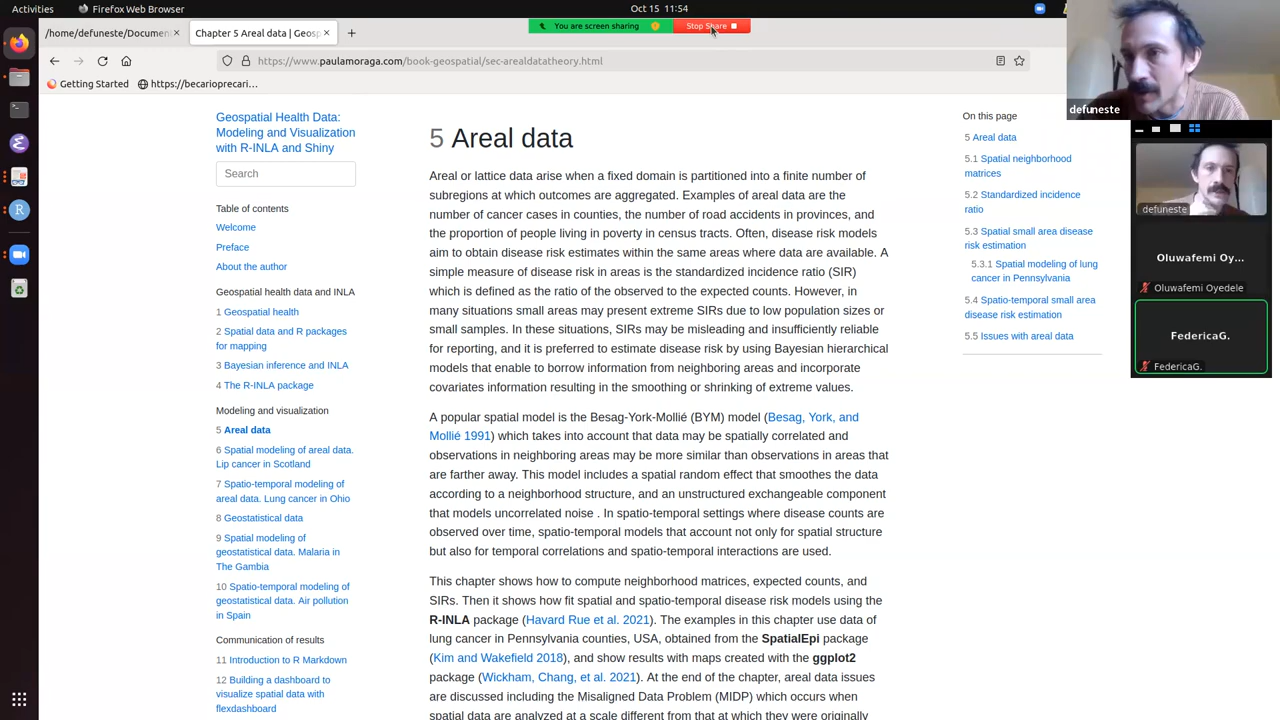 Activities
Firefox Web Browser
Oct 15 11:54
/home/defuneste/Documen
Chapter 5 Areal data | Geosp
You are screen sharing
Stop Share
https://www.paulamoraga.com/book-geospatial/sec-arealdatatheory.html
Getting Started
https://becarioprecari...
Geospatial Health Data:
Modeling and Visualization
with R-INLA and Shiny
Search
Table of contents
Welcome
Preface
About the author
Geospatial health data and INLA
1 Geospatial health
2 Spatial data and R packages
for mapping
3 Bayesian inference and INLA
4 The R-INLA package
Modeling and visualization
5 Areal data
6 Spatial modeling of areal data.
Lip cancer in Scotland
7 Spatio-temporal modeling of
areal data. Lung cancer in Ohio
8 Geostatistical data
9 Spatial modeling of
geostatistical data. Malaria in
The Gambia
10 Spatio-temporal modeling of
geostatistical data. Air pollution
in Spain
Communication of results
11 Introduction to R Markdown
12 Building a dashboard to
visualize spatial data with
flexdashboard
5 Areal data
Areal or lattice data arise when a fixed domain is partitioned into a finite number of
subregions at which outcomes are aggregated. Examples of areal data are the
number of cancer cases in counties, the number of road accidents in provinces, and
the proportion of people living in poverty in census tracts. Often, disease risk models
aim to obtain disease risk estimates within the same areas where data are available. A
simple measure of disease risk in areas is the standardized incidence ratio (SIR)
which is defined as the ratio of the observed to the expected counts. However, in
many situations small areas may present extreme SIRs due to low population sizes or
small samples. In these situations, SIRs may be misleading and insufficiently reliable
for reporting, and it is preferred to estimate disease risk by using Bayesian hierarchical
models that enable to borrow information from neighboring areas and incorporate
covariates information resulting in the smoothing or shrinking of extreme values.
A popular spatial model is the Besag-York-Mollié (BYM) model (Besag, York, and
Mollié 1991) which takes into account that data may be spatially correlated and
observations in neighboring areas may be more similar than observations in areas that
are farther away. This model includes a spatial random effect that smoothes the data
according to a neighborhood structure, and an unstructured exchangeable component
that models uncorrelated noise . In spatio-temporal settings where disease counts are
observed over time, spatio-temporal models that account not only for spatial structure
but also for temporal correlations and spatio-temporal interactions are used.
This chapter shows how to compute neighborhood matrices, expected counts, and
SIRs. Then it shows how fit spatial and spatio-temporal disease risk models using the
R-INLA package (Havard Rue et al. 2021). The examples in this chapter use data of
lung cancer in Pennsylvania counties, USA, obtained from the SpatialEpi package
(Kim and Wakefield 2018), and show results with maps created with the ggplot2
package (Wickham, Chang, et al. 2021). At the end of the chapter, areal data issues
are discussed including the Misaligned Data Problem (MIDP) which occurs when
spatial data are analyzed at a scale different from that at which they were originally
On this page
5 Areal data
5.1 Spatial neighborhood
matrices
5.2 Standardized incidence
ratio
5.3 Spatial small area disease
risk estimation
5.3.1 Spatial modeling of lung
cancer in Pennsylvania
5.4 Spatio-temporal small area
disease risk estimation
5.5 Issues with areal data
defuneste
defuneste
Oluwafemi Oy...
Oluwafemi Oyedele
FedericaG.
FedericaG.